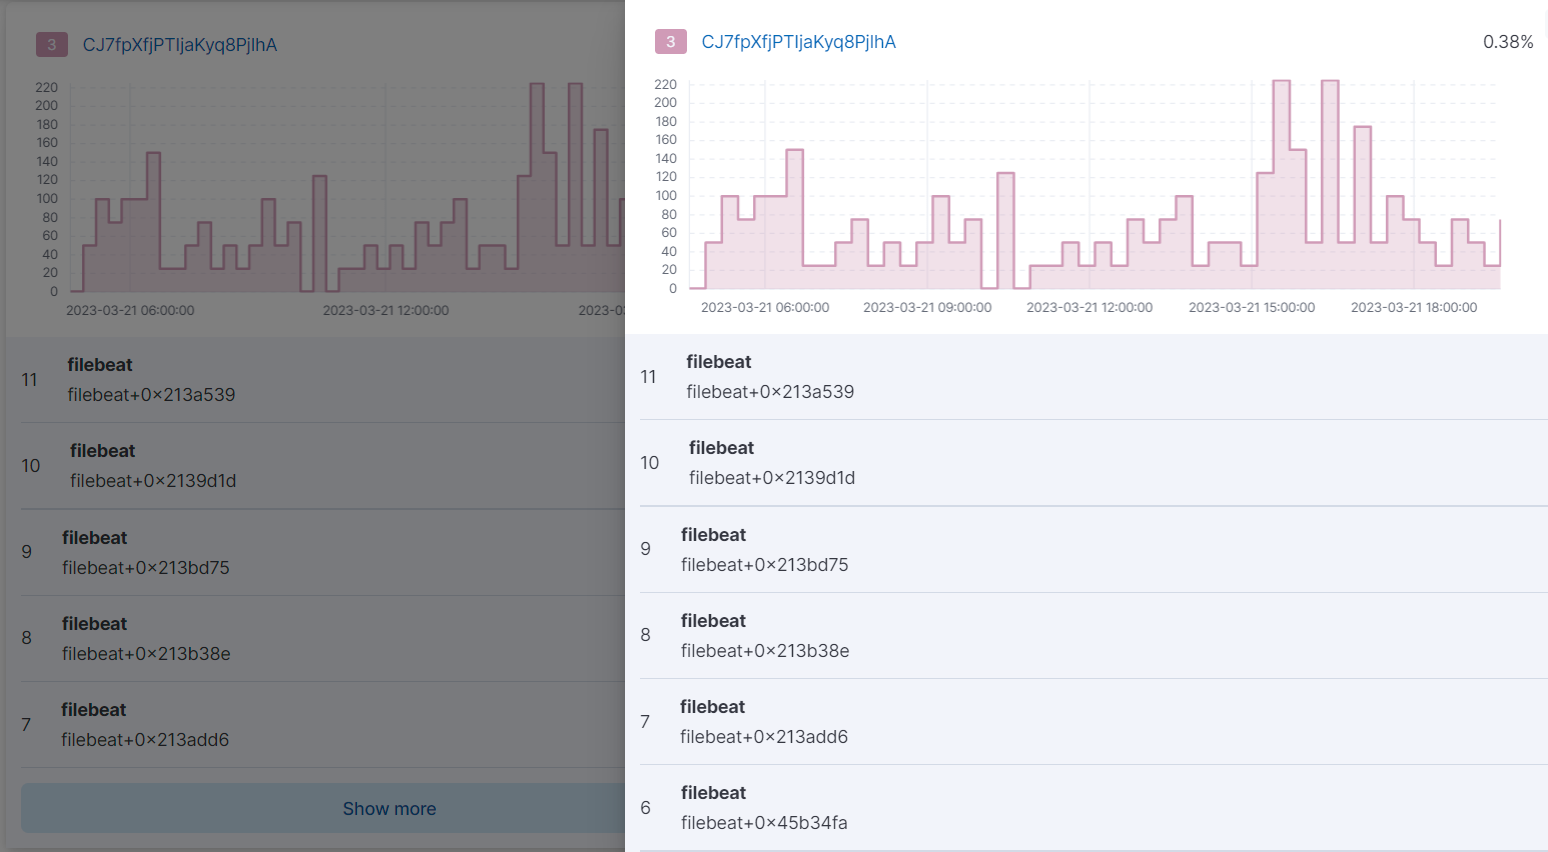 3 CJ7fpXfjPTIjaKyq8PjlhA
220
200
180
160
140
120
100
80
60
40
20
0
2023-03-21 06:00:00 2023-03-21 12:00:00 2023-0
11 filebeat
filebeat+0×213a539
10 filebeat
filebeat+0×2139d1d
9 filebeat
filebeat+0×213bd75
8 filebeat
filebeat+0×213b38e
7 filebeat
filebeat+0×213add6
Show more
3 CJ7fpXfjPTIjaKyq8PjlhA 0.38%
220
200
180
160
140
120
100
80
60
40
20
0
2023-03-21 06:00:00 2023-03-21 09:00:00 2023-03-21 12:00:00 2023-03-21 15:00:00 2023-03-21 18:00:00
11 filebeat
filebeat+0×213a539
10 filebeat
filebeat+0×2139d1d
9 filebeat
filebeat+0×213bd75
8 filebeat
filebeat+0×213b38e
7 filebeat
filebeat+0×213add6
6 filebeat
filebeat+0×45b34fa